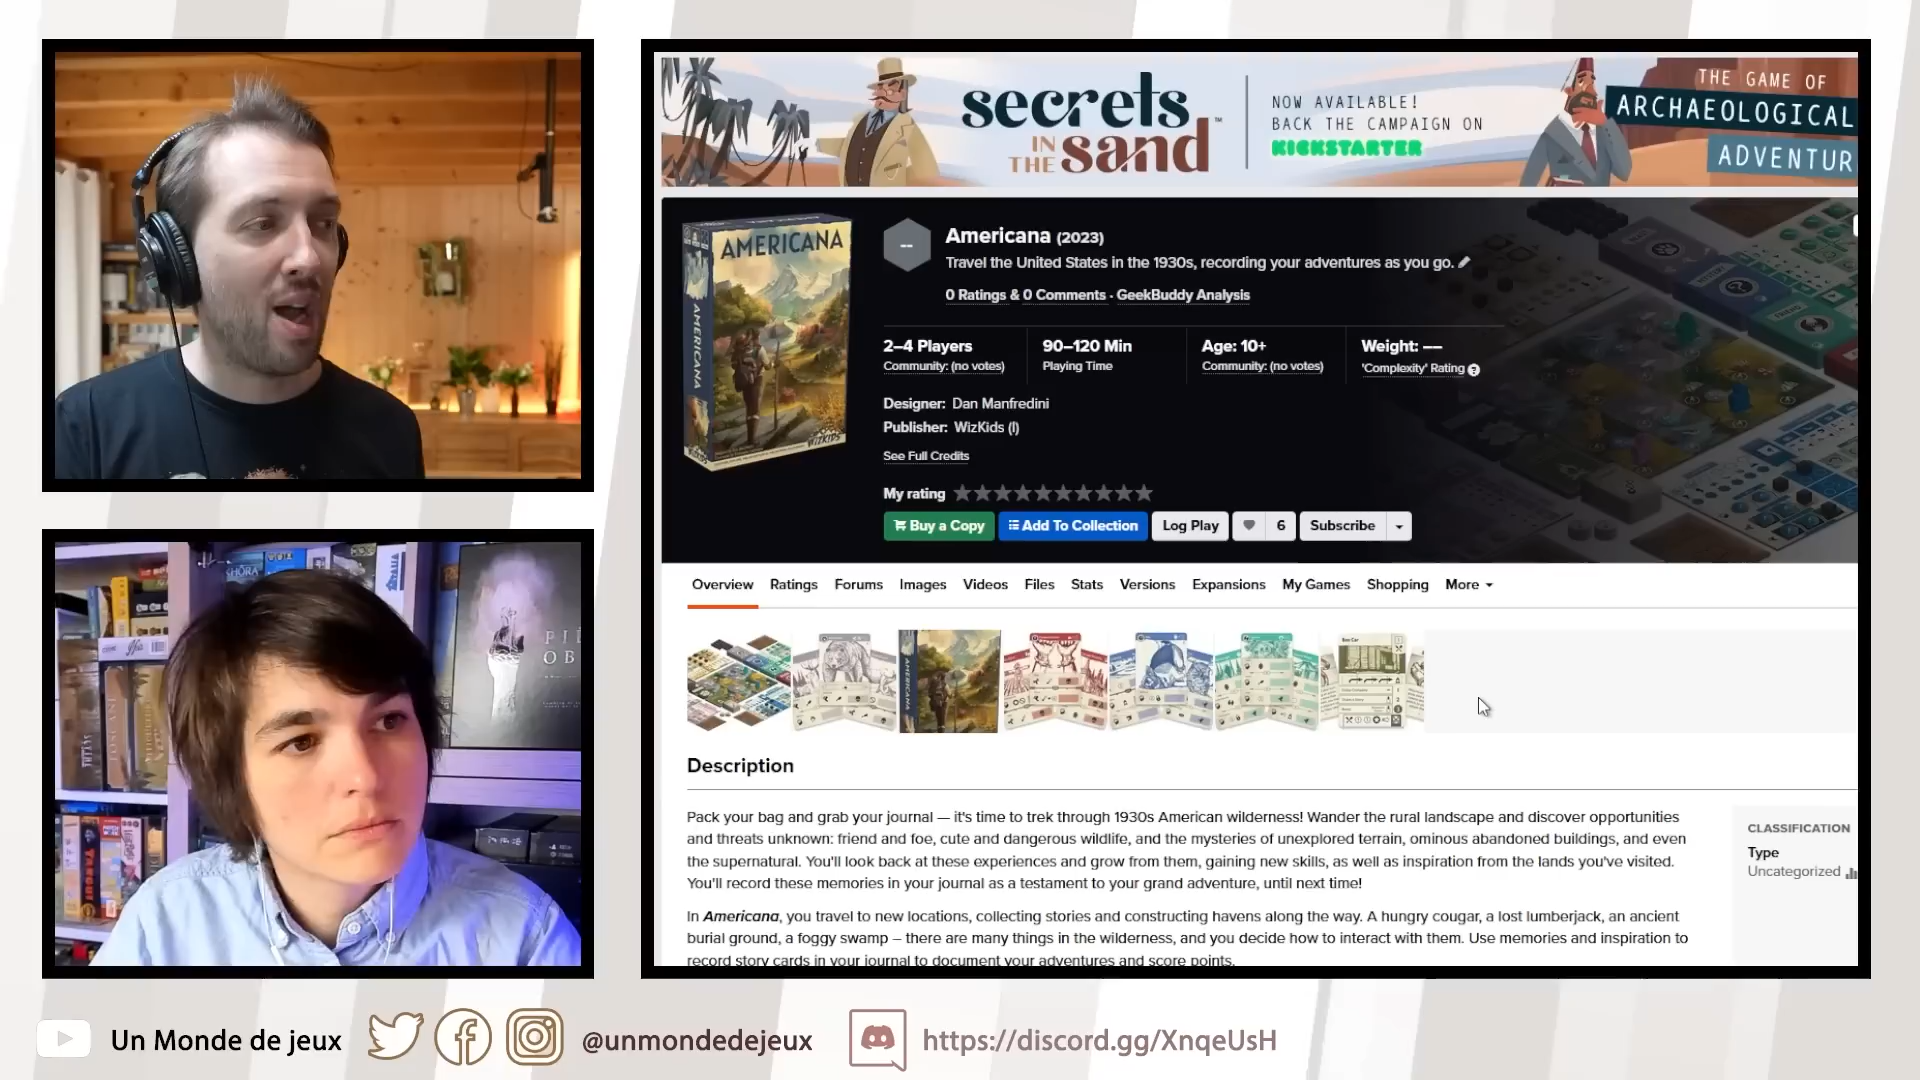 secrets
IN THE sand
™
NOW AVAILABLE!
BACK THE CAMPAIGN ON
KICKSTARTER
THE GAME OF
ARCHAEOLOGICAL
ADVENTUR
AMERICANA
AMERICANA
WIZKIDS
--
Americana (2023)
Travel the United States in the 1930s, recording your adventures as you go.
0 Ratings & 0 Comments · GeekBuddy Analysis
2–4 Players
Community: (no votes)
90–120 Min
Playing Time
Age: 10+
Community: (no votes)
Weight: ––
'Complexity' Rating ?
Designer: Dan Manfredini
Publisher: WizKids (I)
See Full Credits
My rating
Buy a Copy
Add To Collection
Log Play
6
Subscribe
Overview Ratings Forums Images Videos Files Stats Versions Expansions My Games Shopping More
Description
Pack your bag and grab your journal — it's time to trek through 1930s American wilderness! Wander the rural landscape and discover opportunities
and threats unknown: friend and foe, cute and dangerous wildlife, and the mysteries of unexplored terrain, ominous abandoned buildings, and even
the supernatural. You'll look back at these experiences and grow from them, gaining new skills, as well as inspiration from the lands you've visited.
You'll record these memories in your journal as a testament to your grand adventure, until next time!
In Americana, you travel to new locations, collecting stories and constructing havens along the way. A hungry cougar, a lost lumberjack, an ancient
burial ground, a foggy swamp – there are many things in the wilderness, and you decide how to interact with them. Use memories and inspiration to
record story cards in your journal to document your adventures and score points.
CLASSIFICATION
Type
Uncategorized
SHŌRA
Un Monde de jeux
@unmondedejeux
https://discord.gg/XnqeUsH